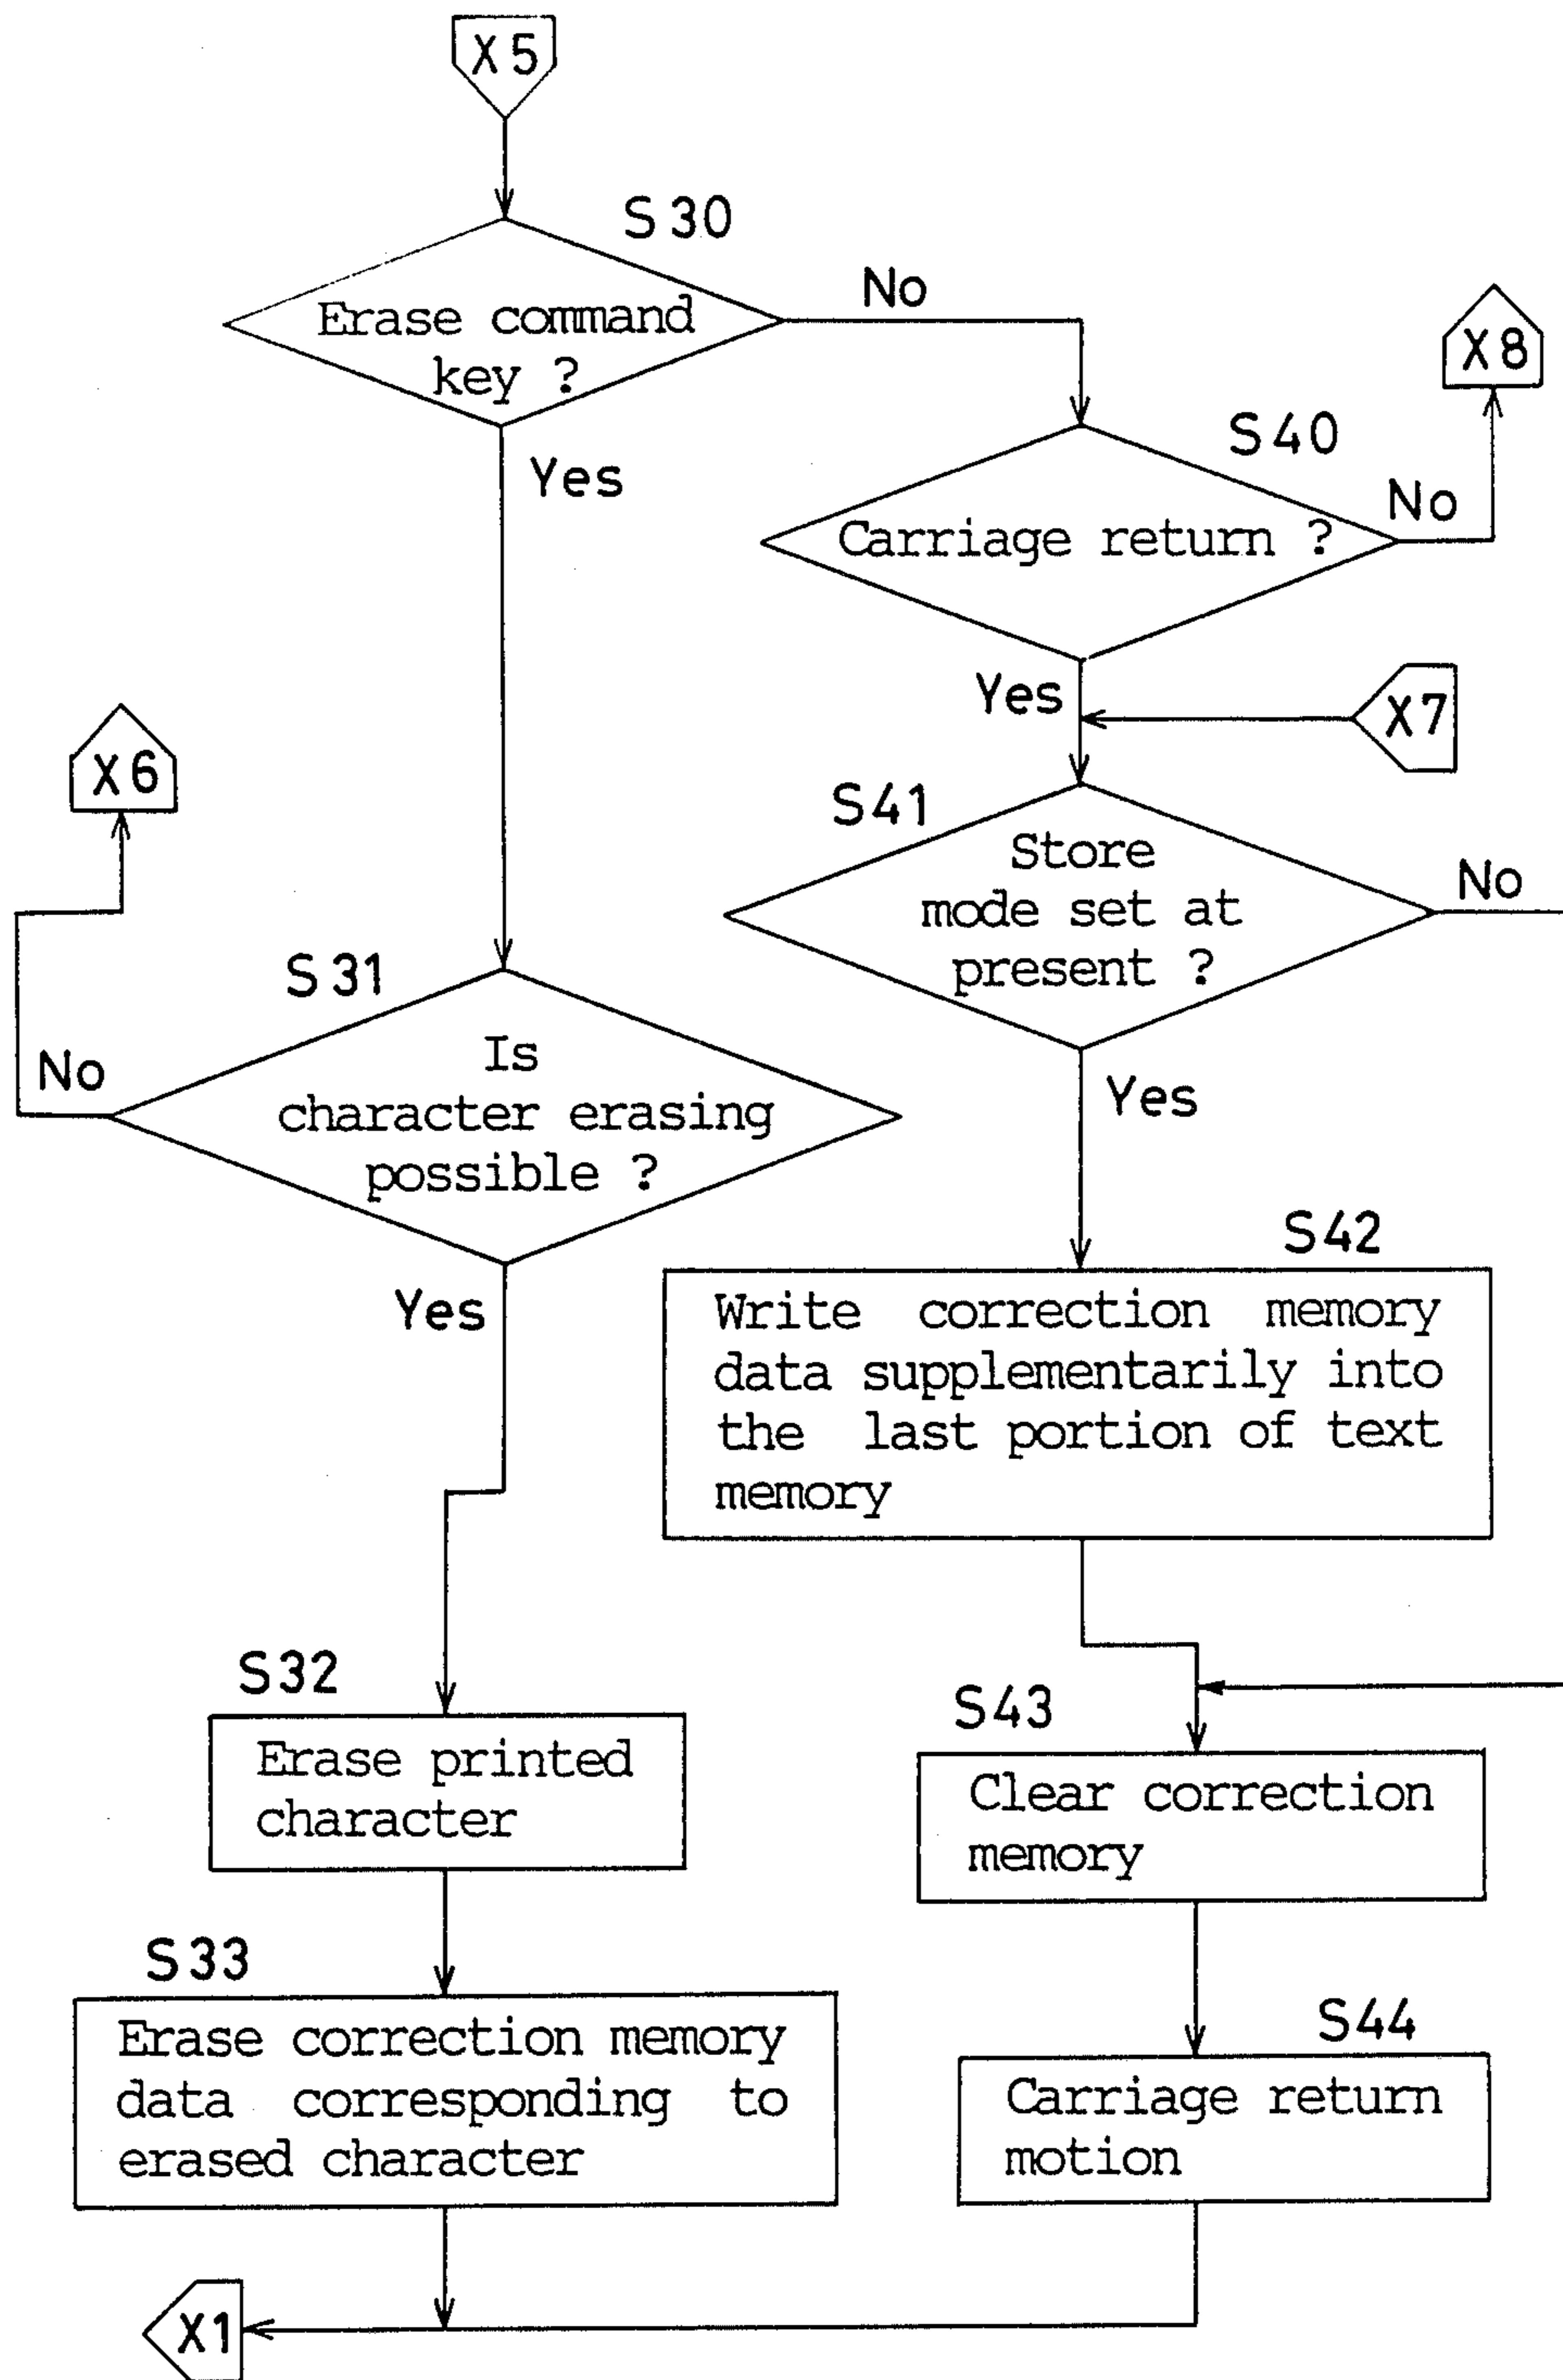 X5
S30
Erase command
key ?
No
Yes
X8
S40
Carriage return ?
No
Yes
X7
X6
S41
Store
mode set at
present ?
No
Yes
S31
Is
character erasing
possible ?
No
Yes
S42
Write correction memory
data supplementarily into
the last portion of text
memory
S32
Erase printed
character
S43
Clear correction
memory
S33
Erase correction memory
data corresponding to
erased character
S44
Carriage return
motion
X1